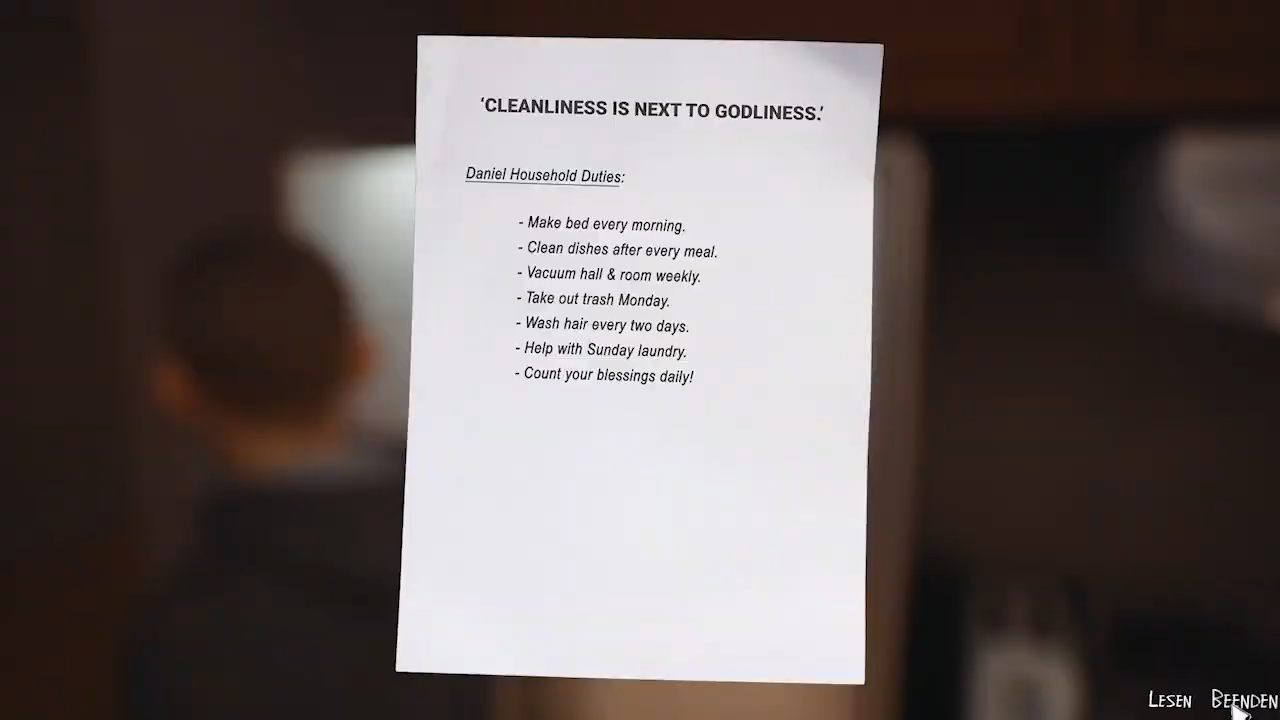 ‘CLEANLINESS IS NEXT TO GODLINESS.’
Daniel Household Duties:
- Make bed every morning.
- Clean dishes after every meal.
- Vacuum hall & room weekly.
- Take out trash Monday.
- Wash hair every two days.
- Help with Sunday laundry.
- Count your blessings daily!
LESEN BEENDEN